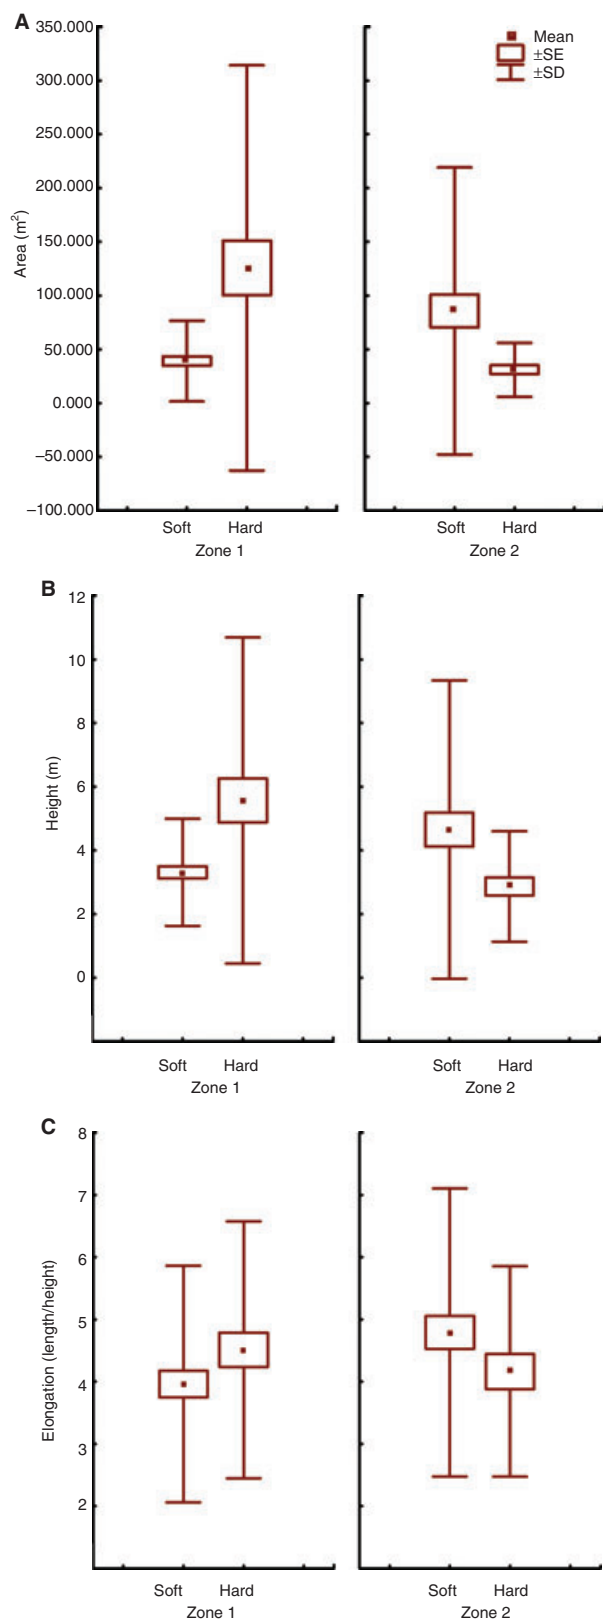 A
350.000
300.000
250.000
200.000
150.000
100.000
50.000
0.000
−50.000
−100.000
Area (m²)
Mean
±SE
±SD
Soft Hard
Zone 1
Soft Hard
Zone 2
B
12
10
8
6
4
2
0
Height (m)
Soft Hard
Zone 1
Soft Hard
Zone 2
C
8
7
6
5
4
3
2
Elongation (length/height)
Soft Hard
Zone 1
Soft Hard
Zone 2